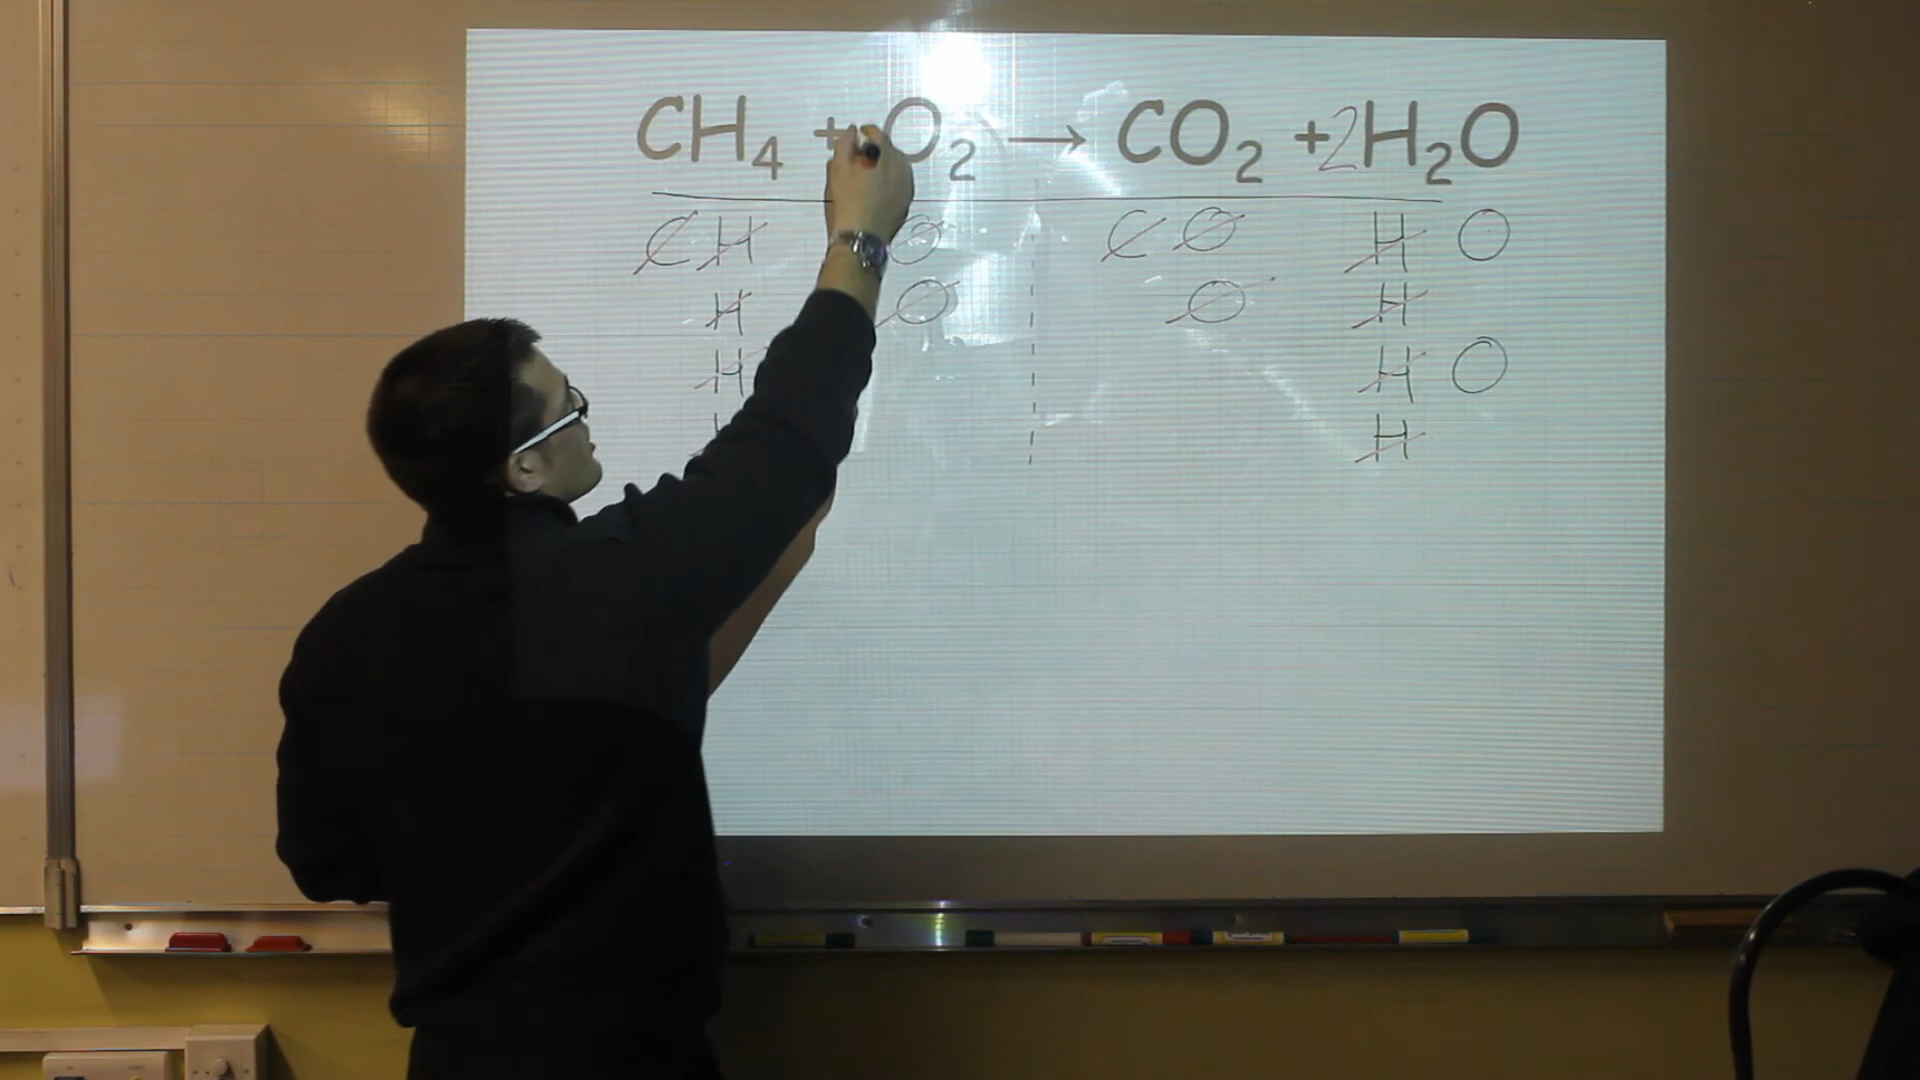 CH₄ + O₂ → CO₂ + 2H₂O
C H O C O H O
H O O H
H H O
H H